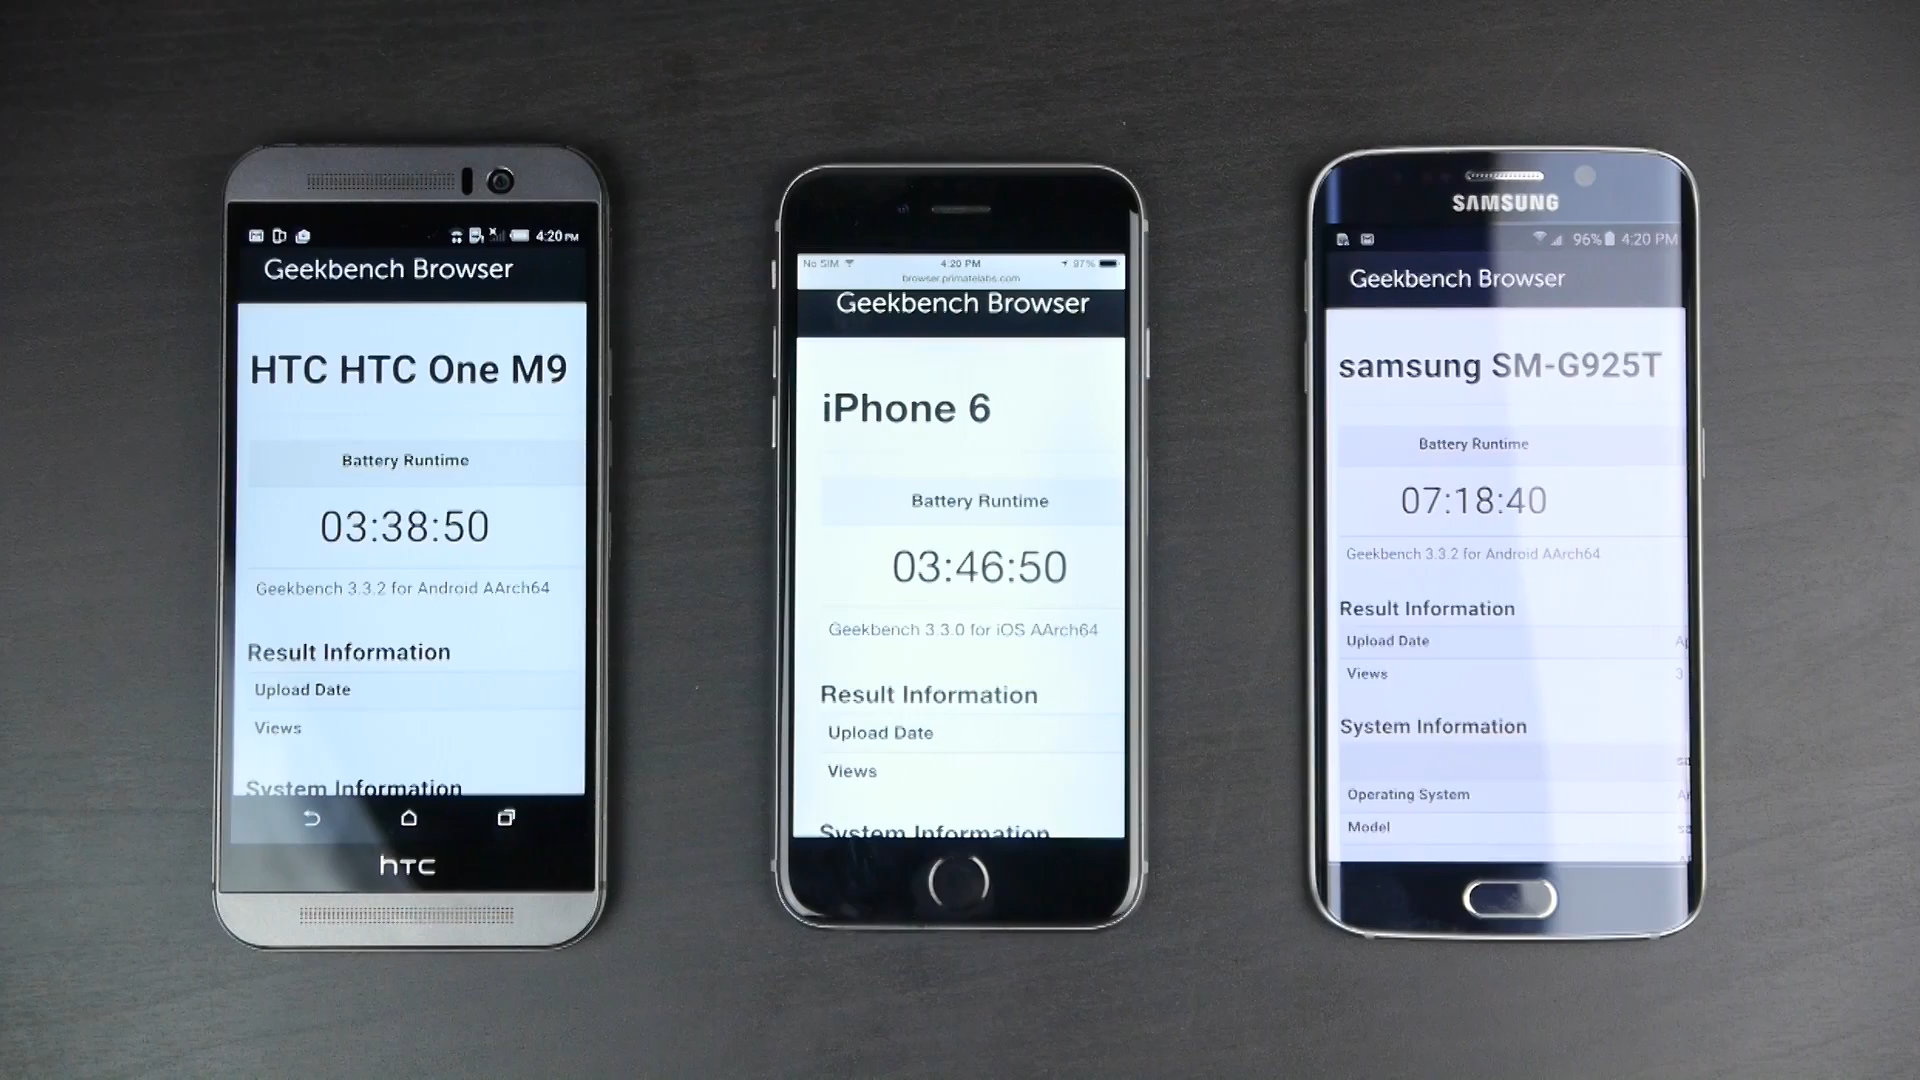 4:20 PM
Geekbench Browser
HTC HTC One M9
Battery Runtime
03:38:50
Geekbench 3.3.2 for Android AArch64
Result Information
Upload Date
Views
System Information
hTC
No SIM 4:20 PM 97%
browser.primatelabs.com
Geekbench Browser
iPhone 6
Battery Runtime
03:46:50
Geekbench 3.3.0 for iOS AArch64
Result Information
Upload Date
Views
System Information
SAMSUNG
96% 4:20 PM
Geekbench Browser
samsung SM-G925T
Battery Runtime
07:18:40
Geekbench 3.3.2 for Android AArch64
Result Information
Upload Date
Views 3
System Information
Operating System
Model